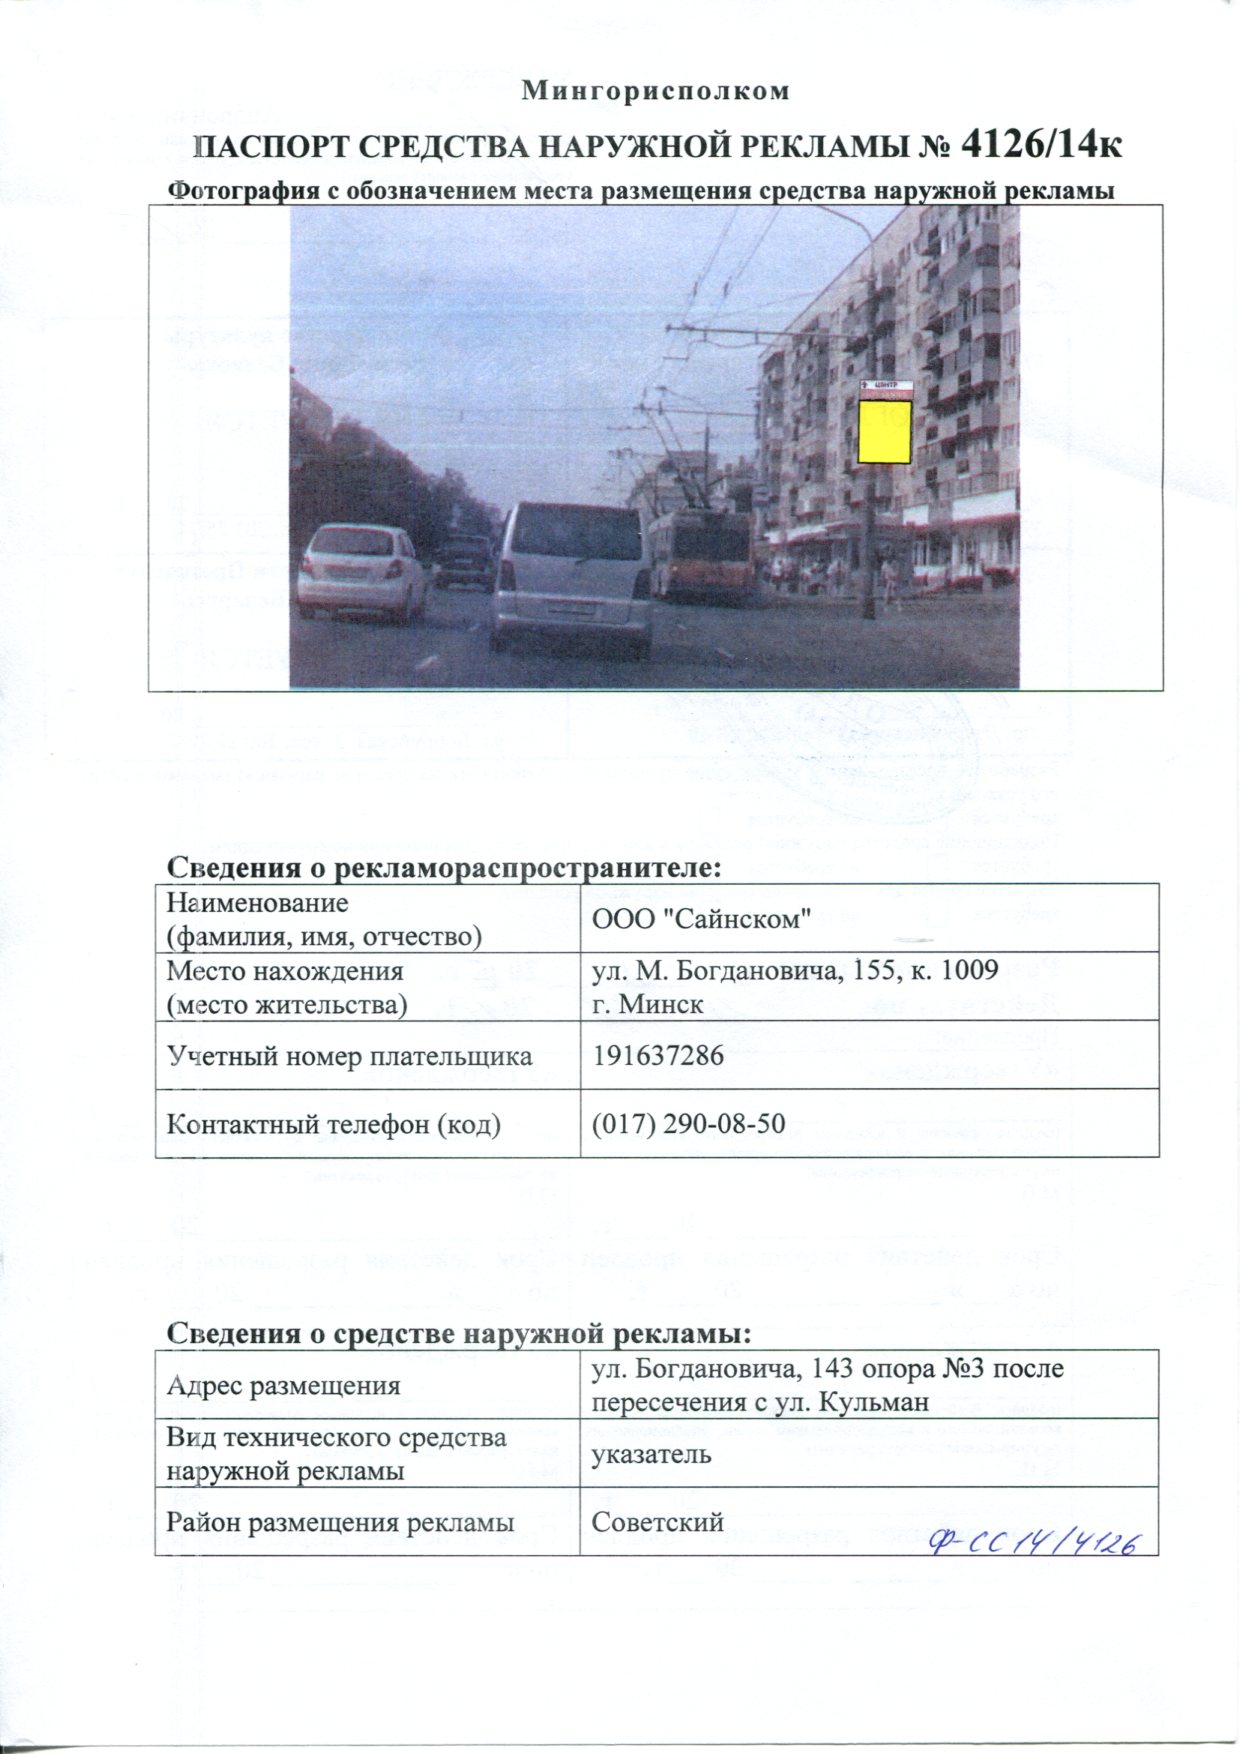 Мингорисполком
ПАСПОРТ СРЕДСТВА НАРУЖНОЙ РЕКЛАМЫ № 4126/14к
Фотография с обозначением места размещения средства наружной рекламы
ЦЕНТР
Сведения о рекламораспространителе:
Наименование
(фамилия, имя, отчество)
ООО "Сайнском"
Место нахождения
(место жительства)
ул. М. Богдановича, 155, к. 1009
г. Минск
Учетный номер плательщика
191637286
Контактный телефон (код)
(017) 290-08-50
Сведения о средстве наружной рекламы:
Адрес размещения
ул. Богдановича, 143 опора №3 после
пересечения с ул. Кульман
Вид технического средства
наружной рекламы
указатель
Район размещения рекламы
Советский
Ф-СС14/4126